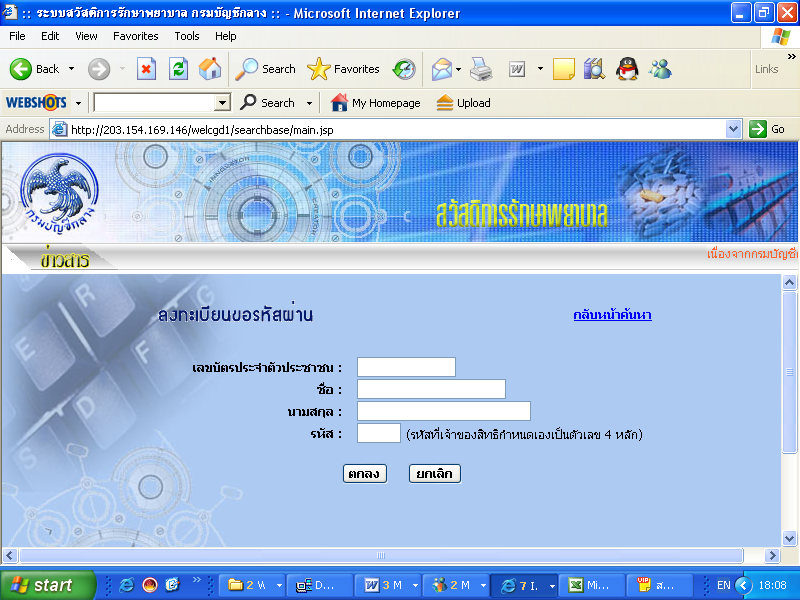 :: ระบบสวัสดิการรักษาพยาบาล กรมบัญชีกลาง :: - Microsoft Internet Explorer
File Edit View Favorites Tools Help
Back Search Favorites Links
WEBSHOTS Search My Homepage Upload
Address http://203.154.169.146/welcgd1/searchbase/main.jsp Go
กรมบัญชีกลาง
สวัสดิการรักษาพยาบาล
ข่าวสาร เนื่องจากกรมบัญชี
ลงทะเบียนขอรหัสผ่าน กลับหน้าค้นหา
เลขบัตรประจำตัวประชาชน :
ชื่อ :
นามสกุล :
รหัส : (รหัสที่เจ้าของสิทธิกำหนดเองเป็นตัวเลข 4 หลัก)
ตกลง ยกเลิก
E R F D S G
start 2 V D... 3 M 2 M 7 I. Mi... ส... EN 18:08